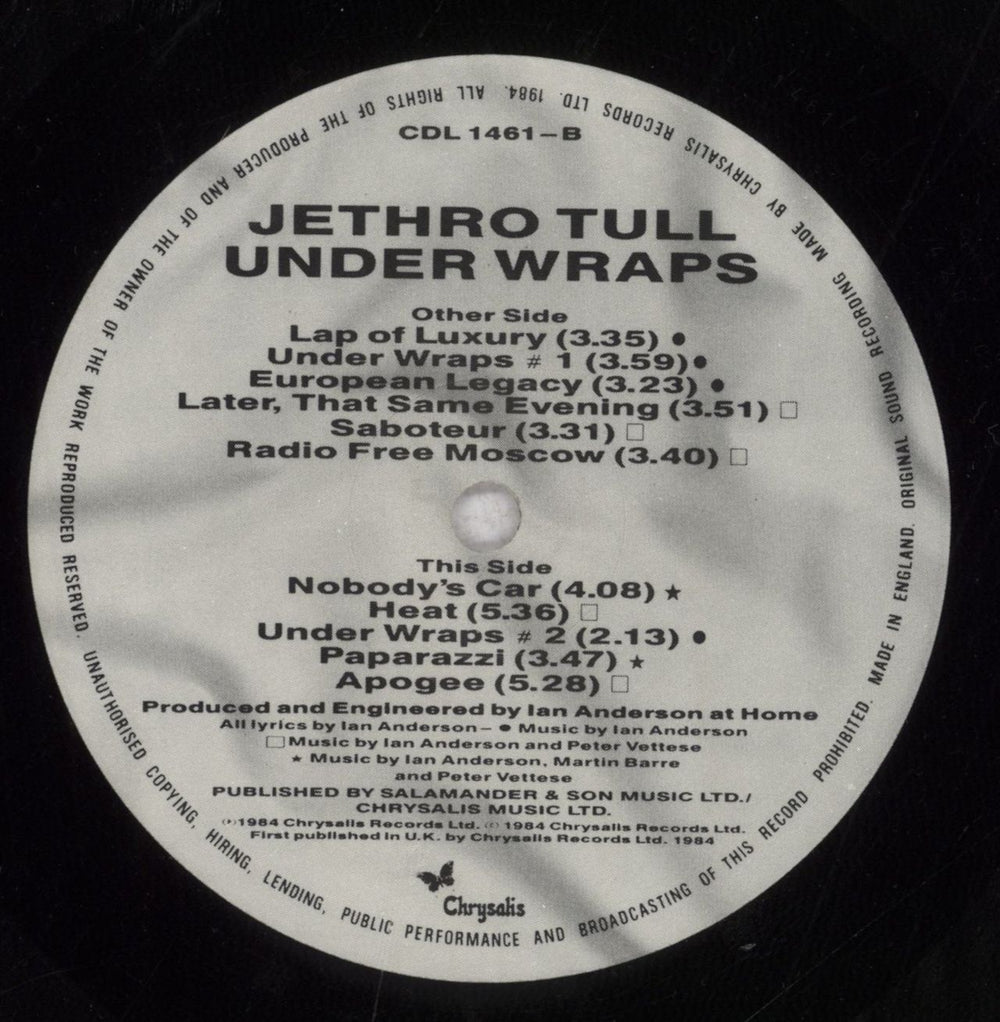 CDL 1461–B
JETHRO TULL
UNDER WRAPS
Other Side
Lap of Luxury (3.35) ●
Under Wraps # 1 (3.59) ●
European Legacy (3.23) ●
Later, That Same Evening (3.51) □
Saboteur (3.31) □
Radio Free Moscow (3.40) □
This Side
Nobody's Car (4.08) ★
Heat (5.36) □
Under Wraps # 2 (2.13) ●
Paparazzi (3.47) ★
Apogee (5.28) □
Produced and Engineered by Ian Anderson at Home
All lyrics by Ian Anderson – ● Music by Ian Anderson
□ Music by Ian Anderson and Peter Vettese
★ Music by Ian Anderson, Martin Barre
and Peter Vettese
PUBLISHED BY SALAMANDER & SON MUSIC LTD./
CHRYSALIS MUSIC LTD.
℗1984 Chrysalis Records Ltd. © 1984 Chrysalis Records Ltd.
First published in U.K. by Chrysalis Records Ltd. 1984
Chrysalis
MADE IN ENGLAND. ORIGINAL SOUND RECORDING MADE BY CHRYSALIS RECORDS LTD. 1984. ALL RIGHTS OF THE PRODUCER AND OF THE OWNER OF THE WORK REPRODUCED RESERVED. UNAUTHORISED COPYING, HIRING, LENDING, PUBLIC PERFORMANCE AND BROADCASTING OF THIS RECORD PROHIBITED.